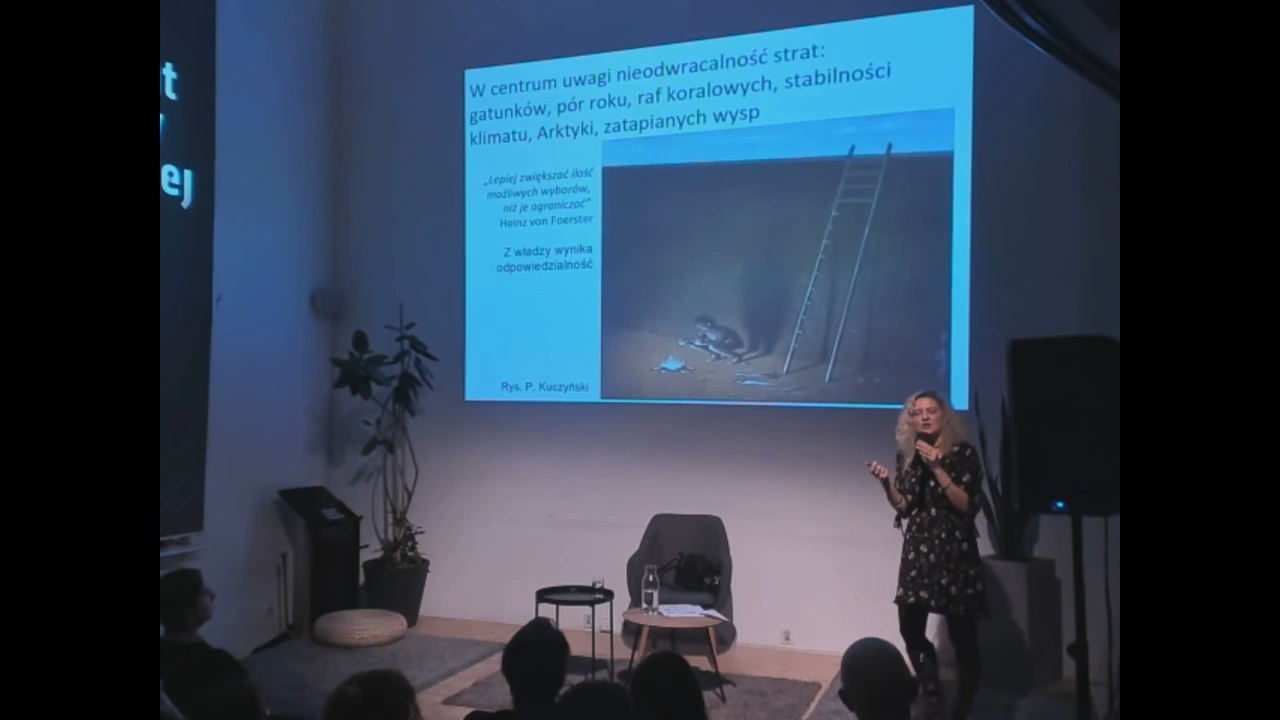 t
ej
W centrum uwagi nieodwracalność strat:
gatunków, pór roku, raf koralowych, stabilności
klimatu, Arktyki, zatapianych wysp
„Lepiej zwiększać ilość
możliwych wyborów,
niż je ograniczać”
Heinz von Foerster
Z władzy wynika
odpowiedzialność
Rys. P. Kuczyński